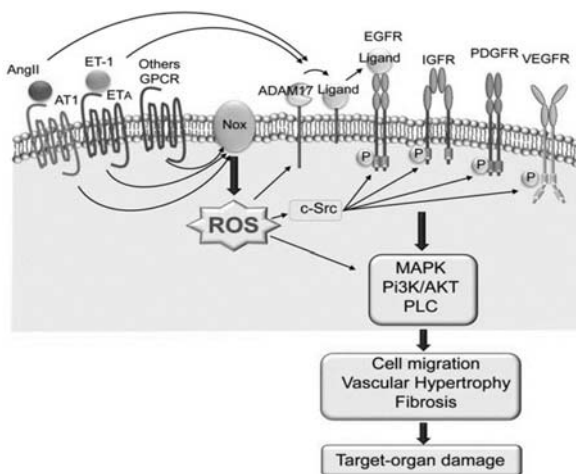 AngII
AT1
ET-1
ETA
Others
GPCR
Nox
ADAM17
Ligand
EGFR
Ligand
IGFR
PDGFR
VEGFR
P
P
P
P
ROS
c-Src
MAPK
Pi3K/AKT
PLC
Cell migration
Vascular Hypertrophy
Fibrosis
Target-organ damage